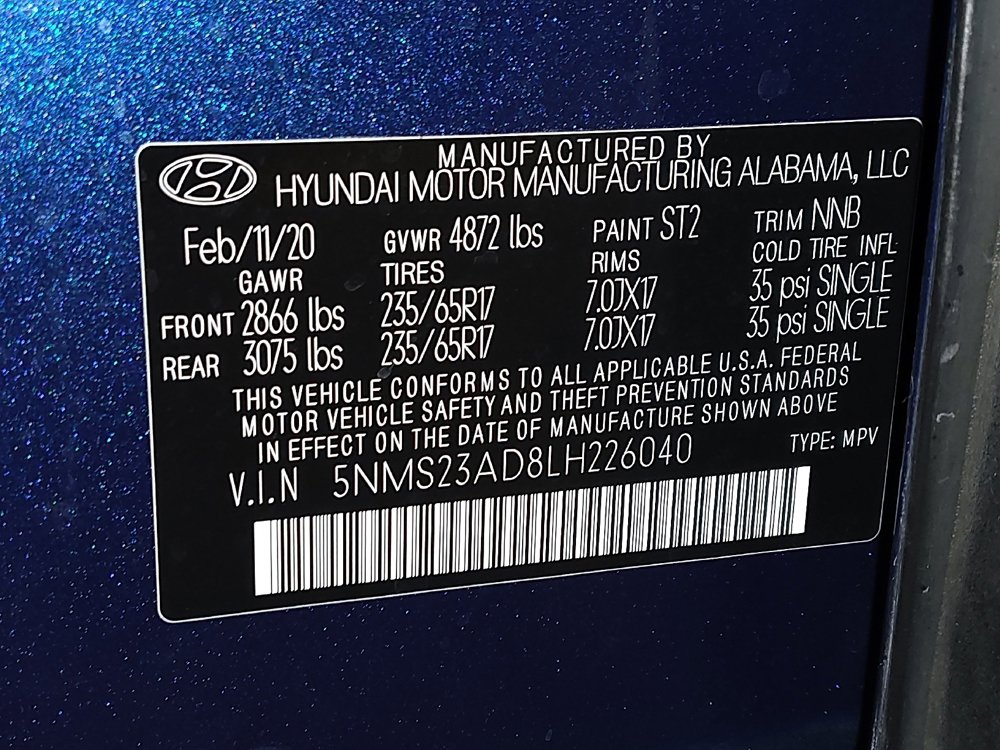 MANUFACTURED BY
HYUNDAI MOTOR MANUFACTURING ALABAMA, LLC
Feb/11/20 GVWR 4872 lbs PAINT ST2 TRIM NNB
GAWR TIRES RIMS COLD TIRE INFL
FRONT 2866 lbs 235/65R17 7.0JX17 35 psi SINGLE
REAR 3075 lbs 235/65R17 7.0JX17 35 psi SINGLE
THIS VEHICLE CONFORMS TO ALL APPLICABLE U.S.A. FEDERAL
MOTOR VEHICLE SAFETY AND THEFT PREVENTION STANDARDS
IN EFFECT ON THE DATE OF MANUFACTURE SHOWN ABOVE
V.I.N 5NMS23AD8LH226040 TYPE: MPV